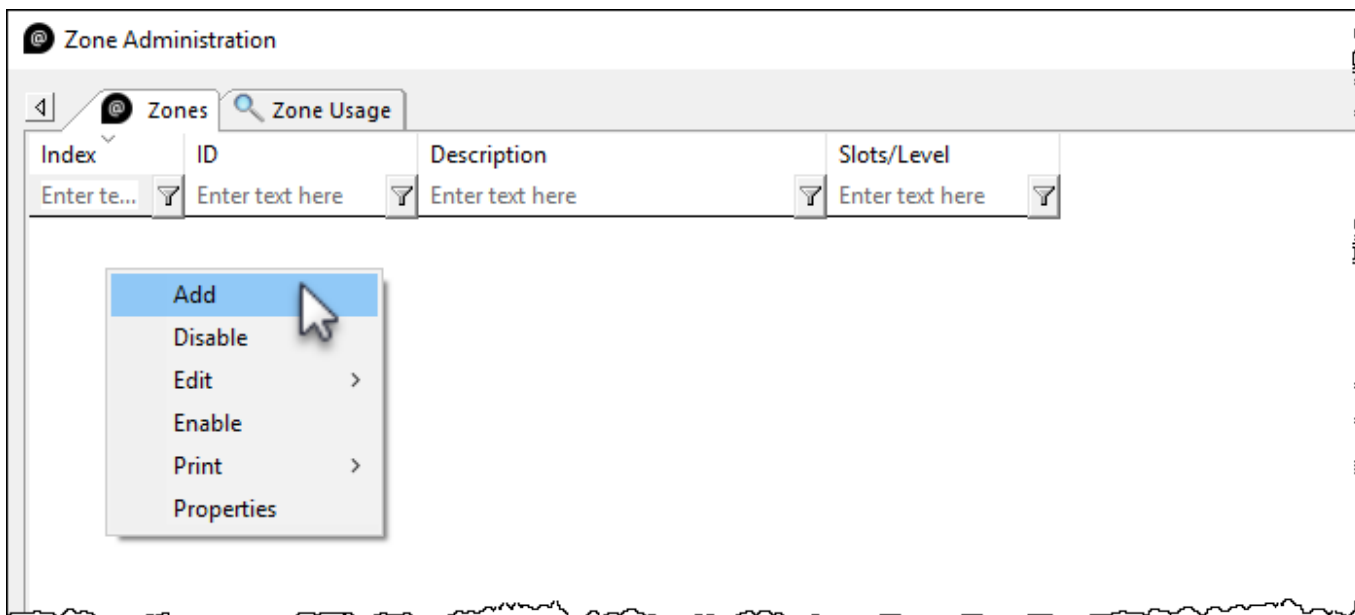 Zone Administration
Zones Zone Usage
Index ID Description Slots/Level
Enter te... Enter text here Enter text here Enter text here
Add
Disable
Edit
Enable
Print
Properties